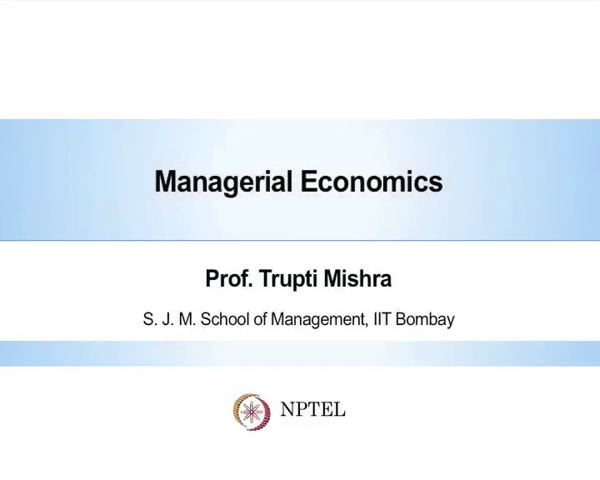 Managerial Economics
Prof. Trupti Mishra
S. J. M. School of Management, IIT Bombay
NPTEL